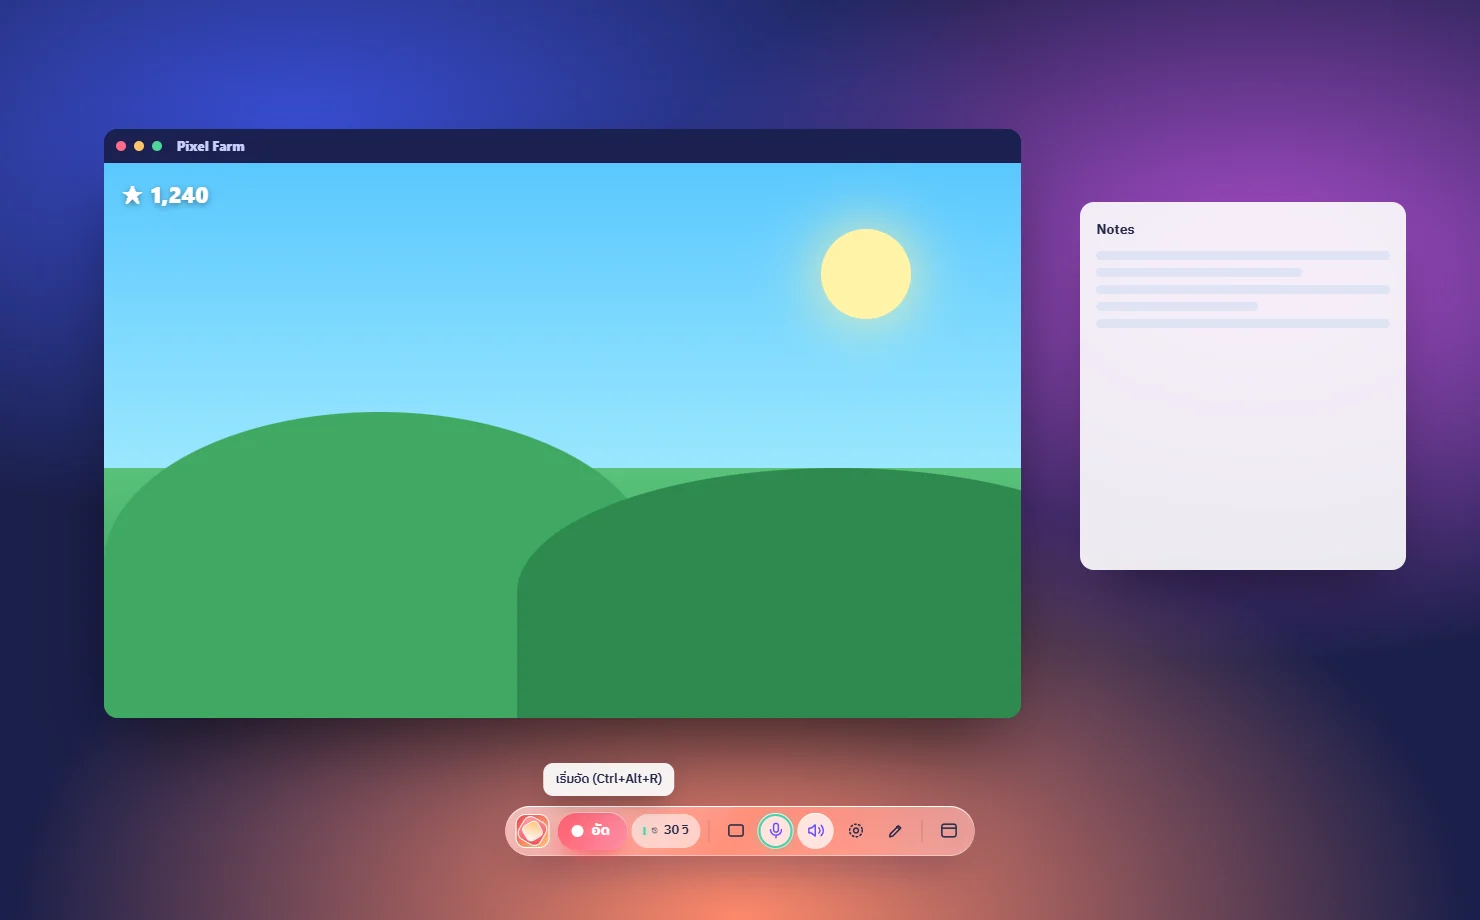 Pixel Farm
★ 1,240
Notes
เริ่มอัด (Ctrl+Alt+R)
อัด
30 วิ